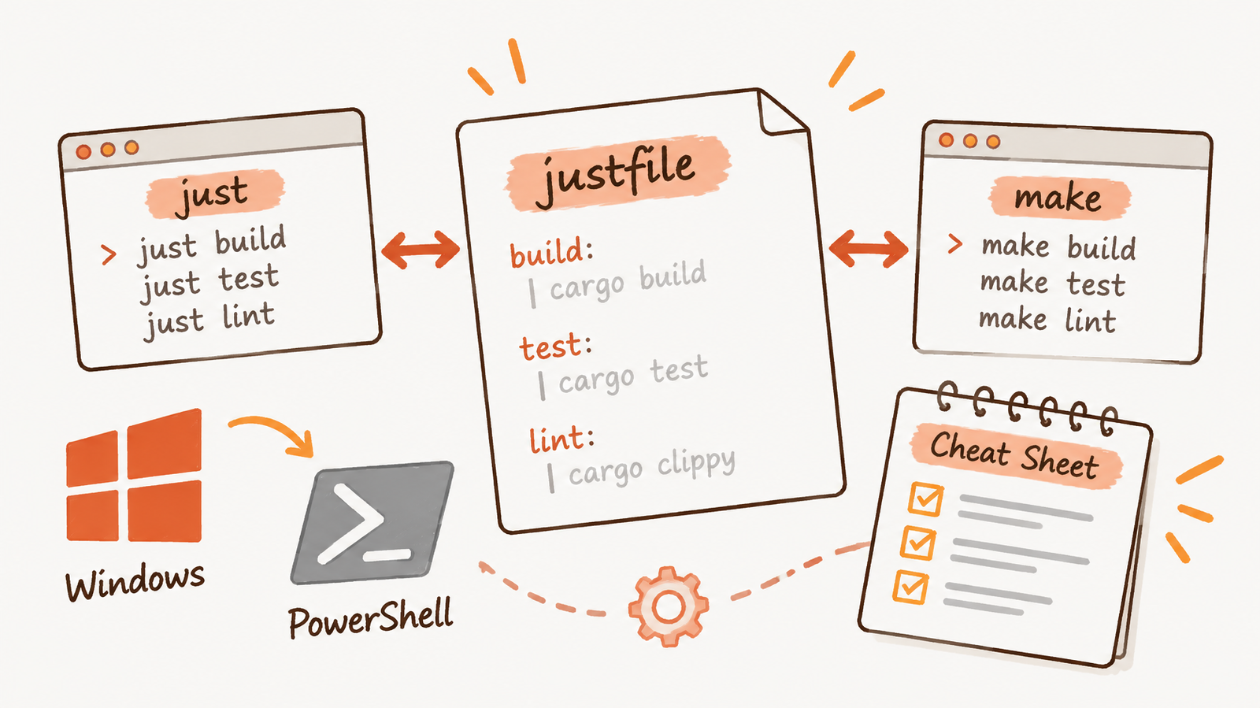 just
> just build
just test
just lint
justfile
build:
| cargo build
test:
| cargo test
lint:
| cargo clippy
make
> make build
make test
make lint
Windows
>_
PowerShell
Cheat Sheet